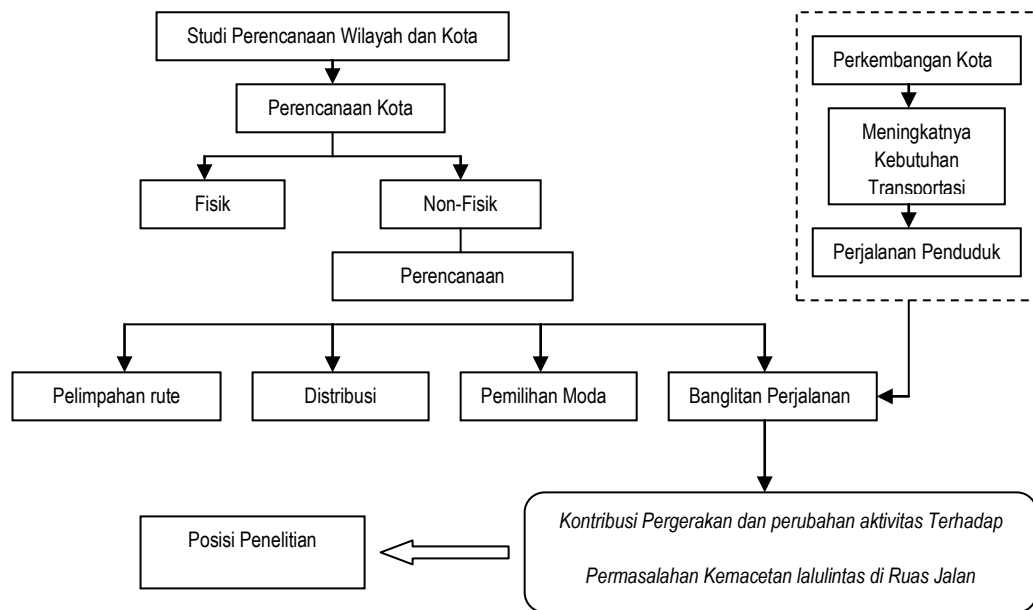 Studi Perencanaan Wilayah dan Kota
Perencanaan Kota
Fisik
Non-Fisik
Perencanaan
Perkembangan Kota
Meningkatnya
Kebutuhan
Transportasi
Perjalanan Penduduk
Pelimpahan rute
Distribusi
Pemilihan Moda
Banglitan Perjalanan
Kontribusi Pergerakan dan perubahan aktivitas Terhadap
Permasalahan Kemacetan lalulintas di Ruas Jalan
Posisi Penelitian